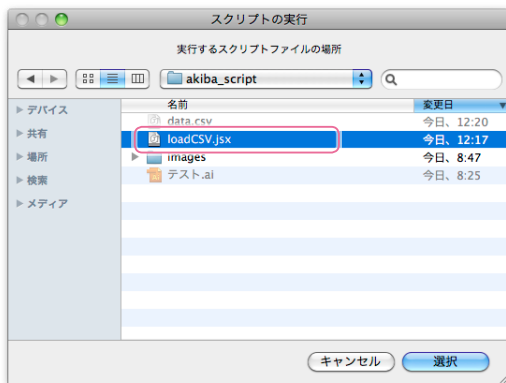 スクリプトの実行
実行するスクリプトファイルの場所
akiba_script
名前 変更日
デバイス
data.csv 今日、12:20
共有
loadCSV.jsx 今日、12:17
場所
images 今日、8:47
検索
テスト.ai 今日、8:25
メディア
キャンセル 選択